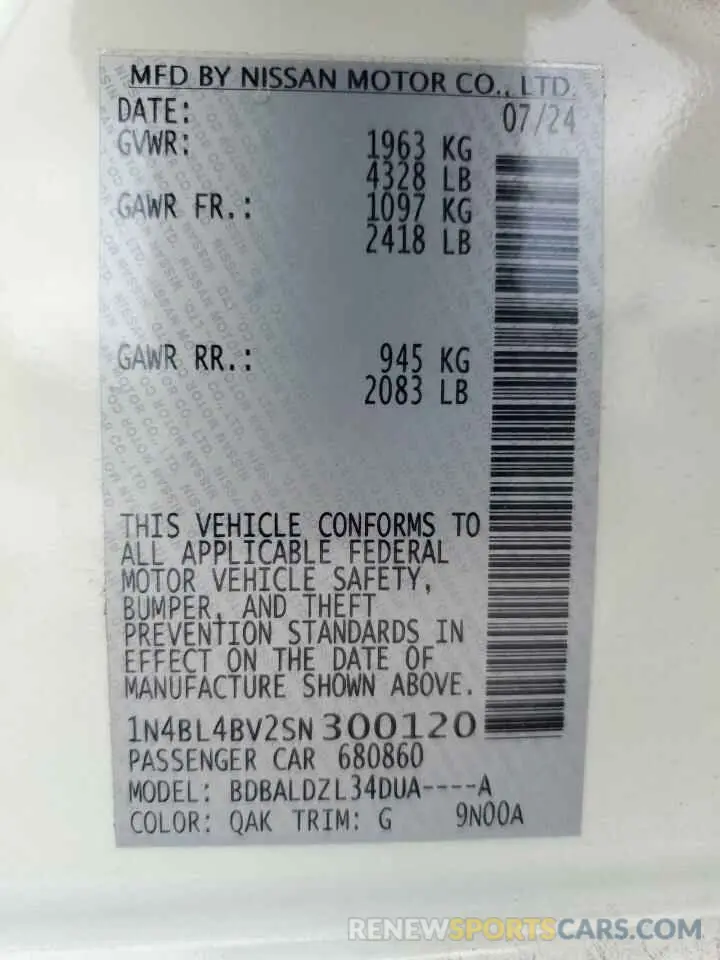 MFD BY NISSAN MOTOR CO., LTD.
DATE: 07/24
GVWR: 1963 KG
4328 LB
GAWR FR.: 1097 KG
2418 LB
GAWR RR.: 945 KG
2083 LB
THIS VEHICLE CONFORMS TO
ALL APPLICABLE FEDERAL
MOTOR VEHICLE SAFETY,
BUMPER, AND THEFT
PREVENTION STANDARDS IN
EFFECT ON THE DATE OF
MANUFACTURE SHOWN ABOVE.
1N4BL4BV2SN300120
PASSENGER CAR 680860
MODEL: BDBALDZL34DUA----A
COLOR: QAK TRIM: G 9N00A
RENEWSPORTSCARS.COM